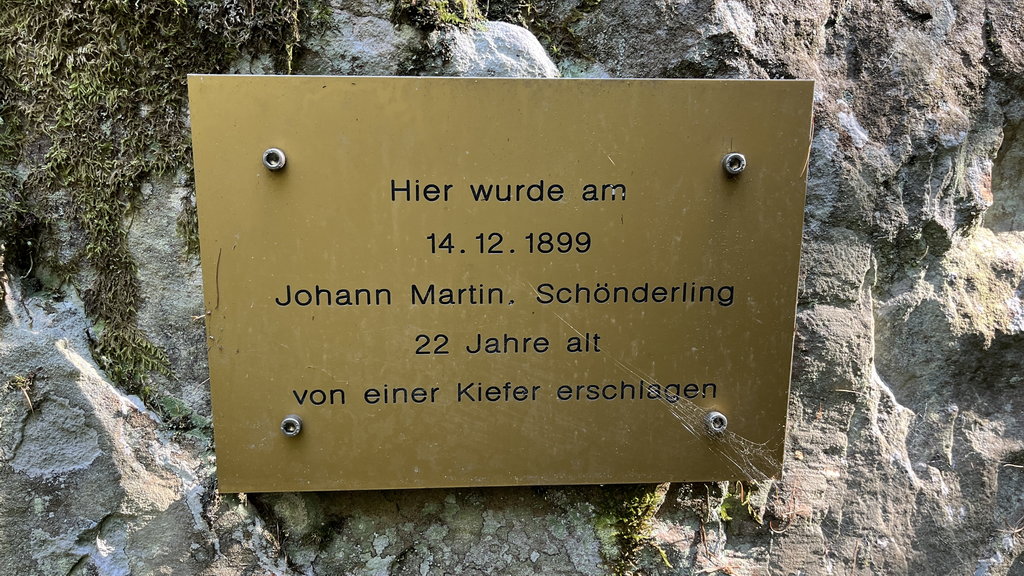 Hier wurde am
14.12.1899
Johann Martin, Schönderling
22 Jahre alt
von einer Kiefer erschlagen